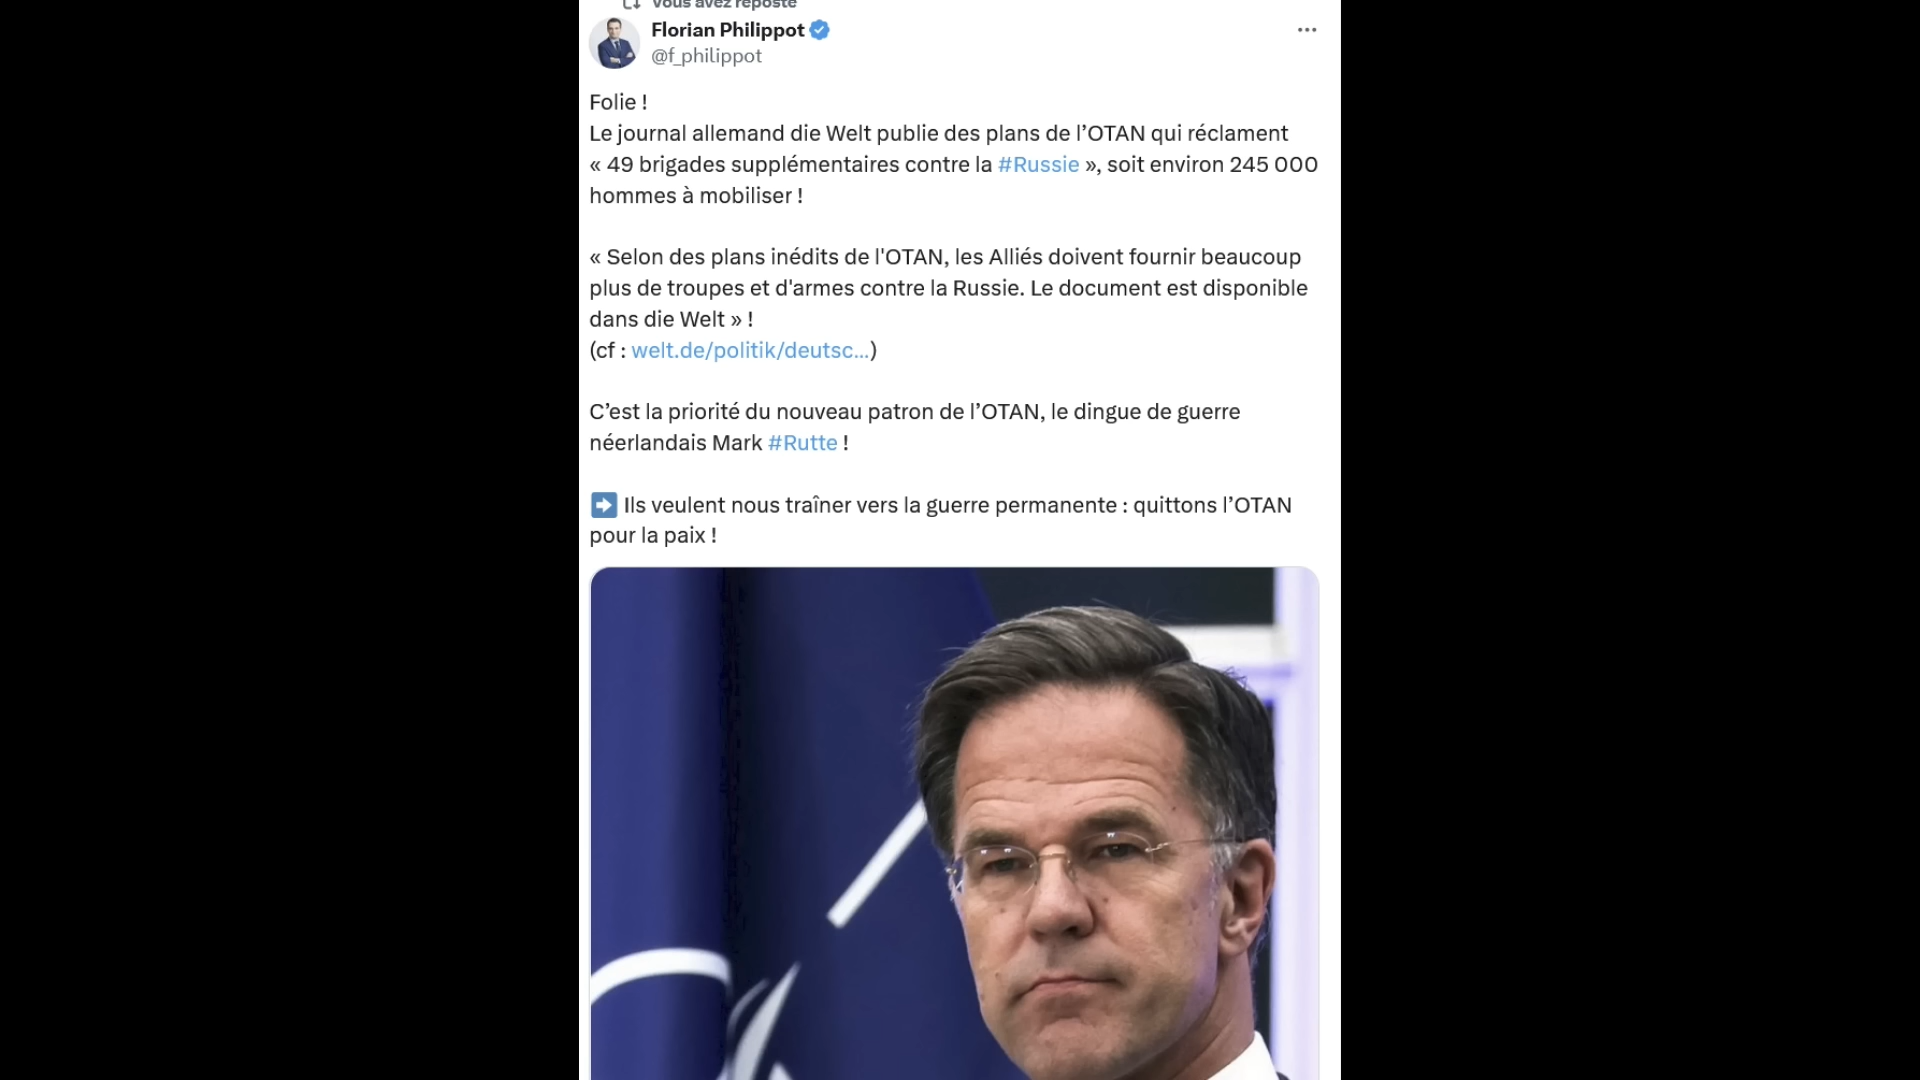 Vous avez reposté
Florian Philippot
@f_philippot
Folie !
Le journal allemand die Welt publie des plans de l’OTAN qui réclament
« 49 brigades supplémentaires contre la #Russie », soit environ 245 000
hommes à mobiliser !
« Selon des plans inédits de l'OTAN, les Alliés doivent fournir beaucoup
plus de troupes et d'armes contre la Russie. Le document est disponible
dans die Welt » !
(cf : welt.de/politik/deutsc…)
C’est la priorité du nouveau patron de l’OTAN, le dingue de guerre
néerlandais Mark #Rutte !
Ils veulent nous traîner vers la guerre permanente : quittons l’OTAN
pour la paix !